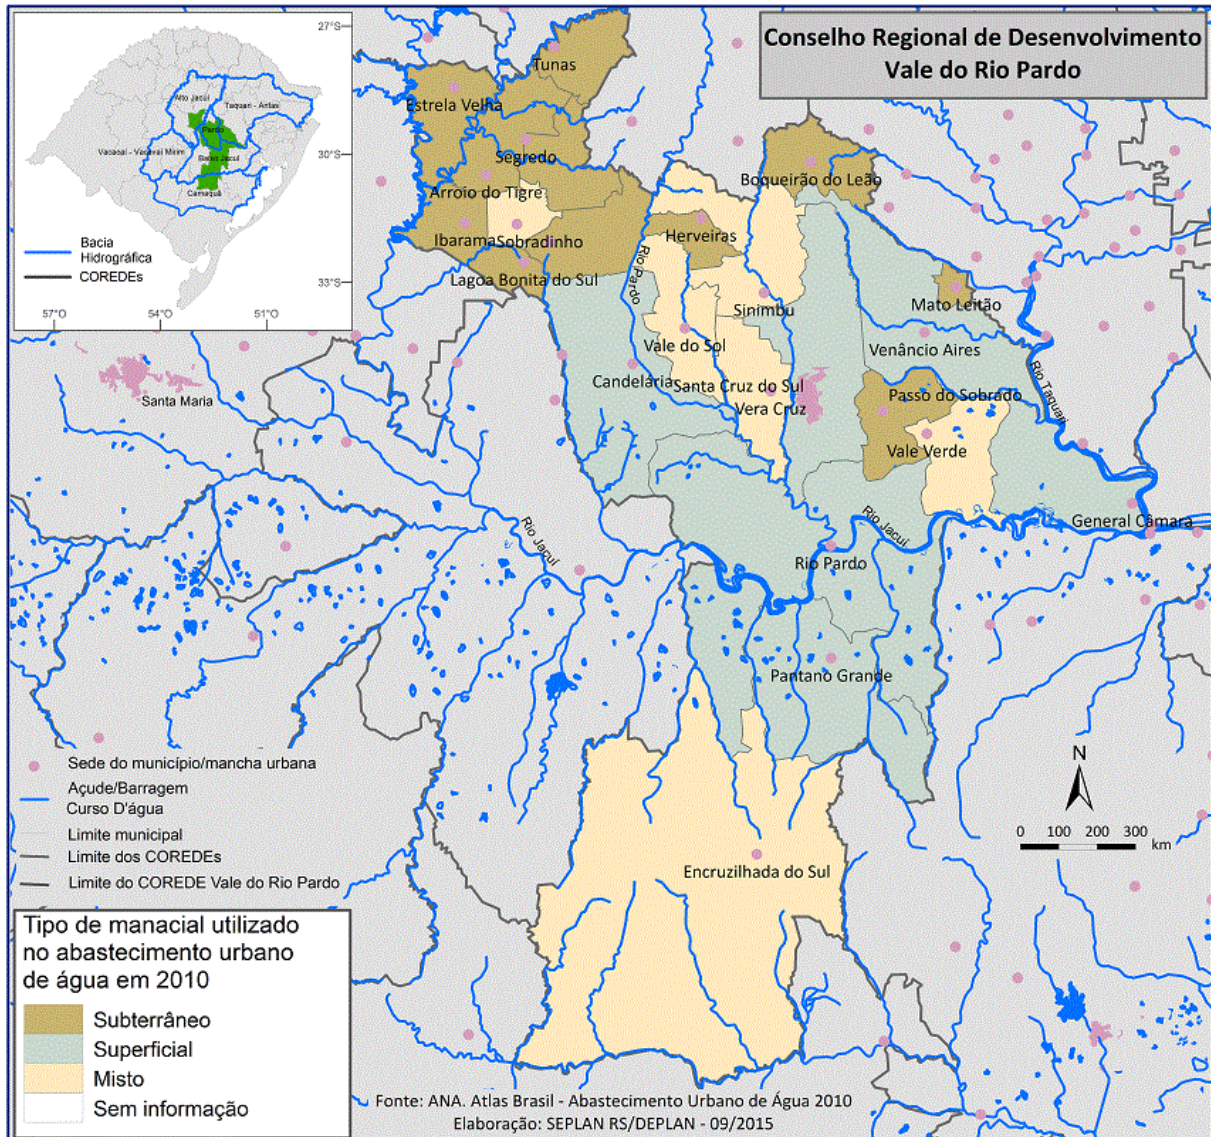 Conselho Regional de Desenvolvimento
Vale do Rio Pardo
27°S
30°S
33°S
57°O
54°O
51°O
Alto Jacuí
Taquari - Antas
Pardo
Vacacaí - Vacacaí Mirim
Baixo Jacuí
Camaquã
Bacia
Hidrográfica
COREDEs
Tunas
Estrela Velha
Segredo
Boqueirão do Leão
Arroio do Tigre
Ibarama
Sobradinho
Herveiras
Rio Pardo
Lagoa Bonita do Sul
Sinimbu
Mato Leitão
Vale do Sol
Venâncio Aires
Rio Taquari
Candelária
Santa Cruz do Sul
Vera Cruz
Passo do Sobrado
Santa Maria
Vale Verde
General Câmara
Rio Jacuí
Rio Jacuí
Rio Pardo
Pantano Grande
Encruzilhada do Sul
N
0 100 200 300
km
Sede do município/mancha urbana
Açude/Barragem
Curso D'água
Limite municipal
Limite dos COREDEs
Limite do COREDE Vale do Rio Pardo
Tipo de manacial utilizado
no abastecimento urbano
de água em 2010
Subterrâneo
Superficial
Misto
Sem informação
Fonte: ANA. Atlas Brasil - Abastecimento Urbano de Água 2010
Elaboração: SEPLAN RS/DEPLAN - 09/2015